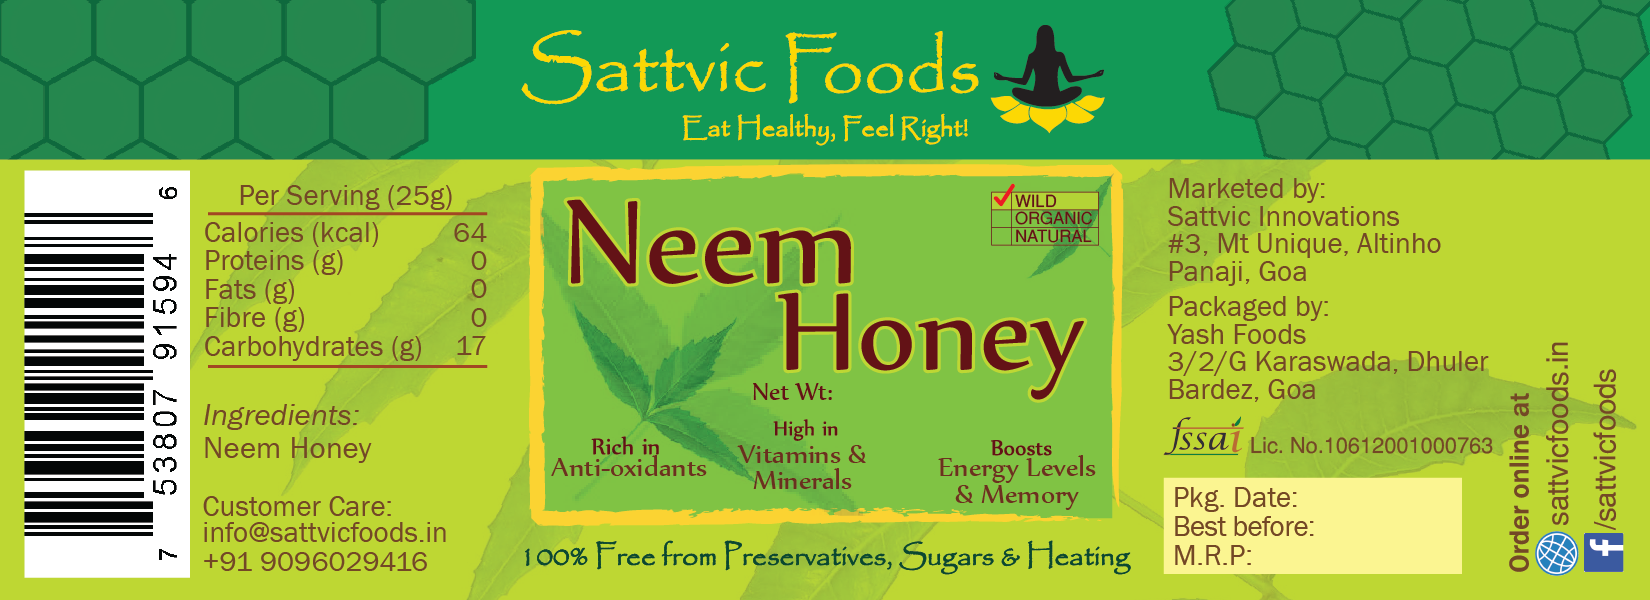 Sattvic Foods
Eat Healthy, Feel Right!
7 53807 91594 6
Per Serving (25g)
Calories (kcal) 64
Proteins (g) 0
Fats (g) 0
Fibre (g) 0
Carbohydrates (g) 17
Ingredients:
Neem Honey
Customer Care:
info@sattvicfoods.in
+91 9096029416
WILD
ORGANIC
NATURAL
Neem
Honey
Net Wt:
Rich in
Anti-oxidants
High in
Vitamins &
Minerals
Boosts
Energy Levels
& Memory
100% Free from Preservatives, Sugars & Heating
Marketed by:
Sattvic Innovations
#3, Mt Unique, Altinho
Panaji, Goa
Packaged by:
Yash Foods
3/2/G Karaswada, Dhuler
Bardez, Goa
fssai Lic. No.10612001000763
Pkg. Date:
Best before:
M.R.P:
Order online at
sattvicfoods.in
f /sattvicfoods